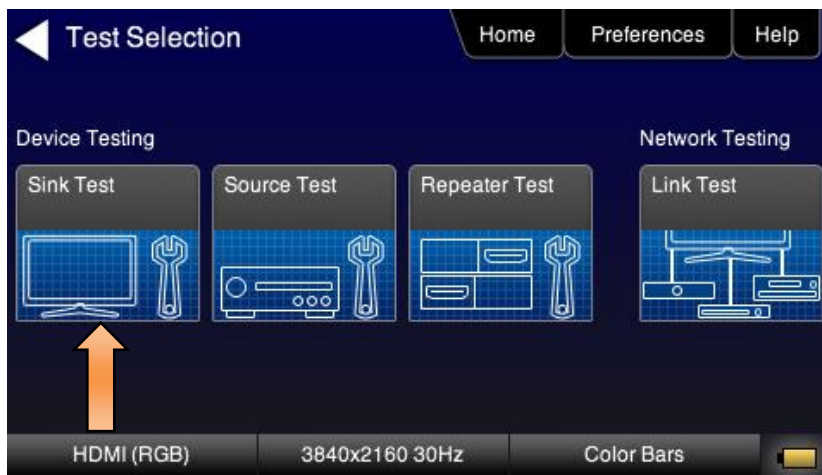 Test Selection
Home
Preferences
Help
Device Testing
Network Testing
Sink Test
Source Test
Repeater Test
Link Test
HDMI (RGB)
3840x2160 30Hz
Color Bars